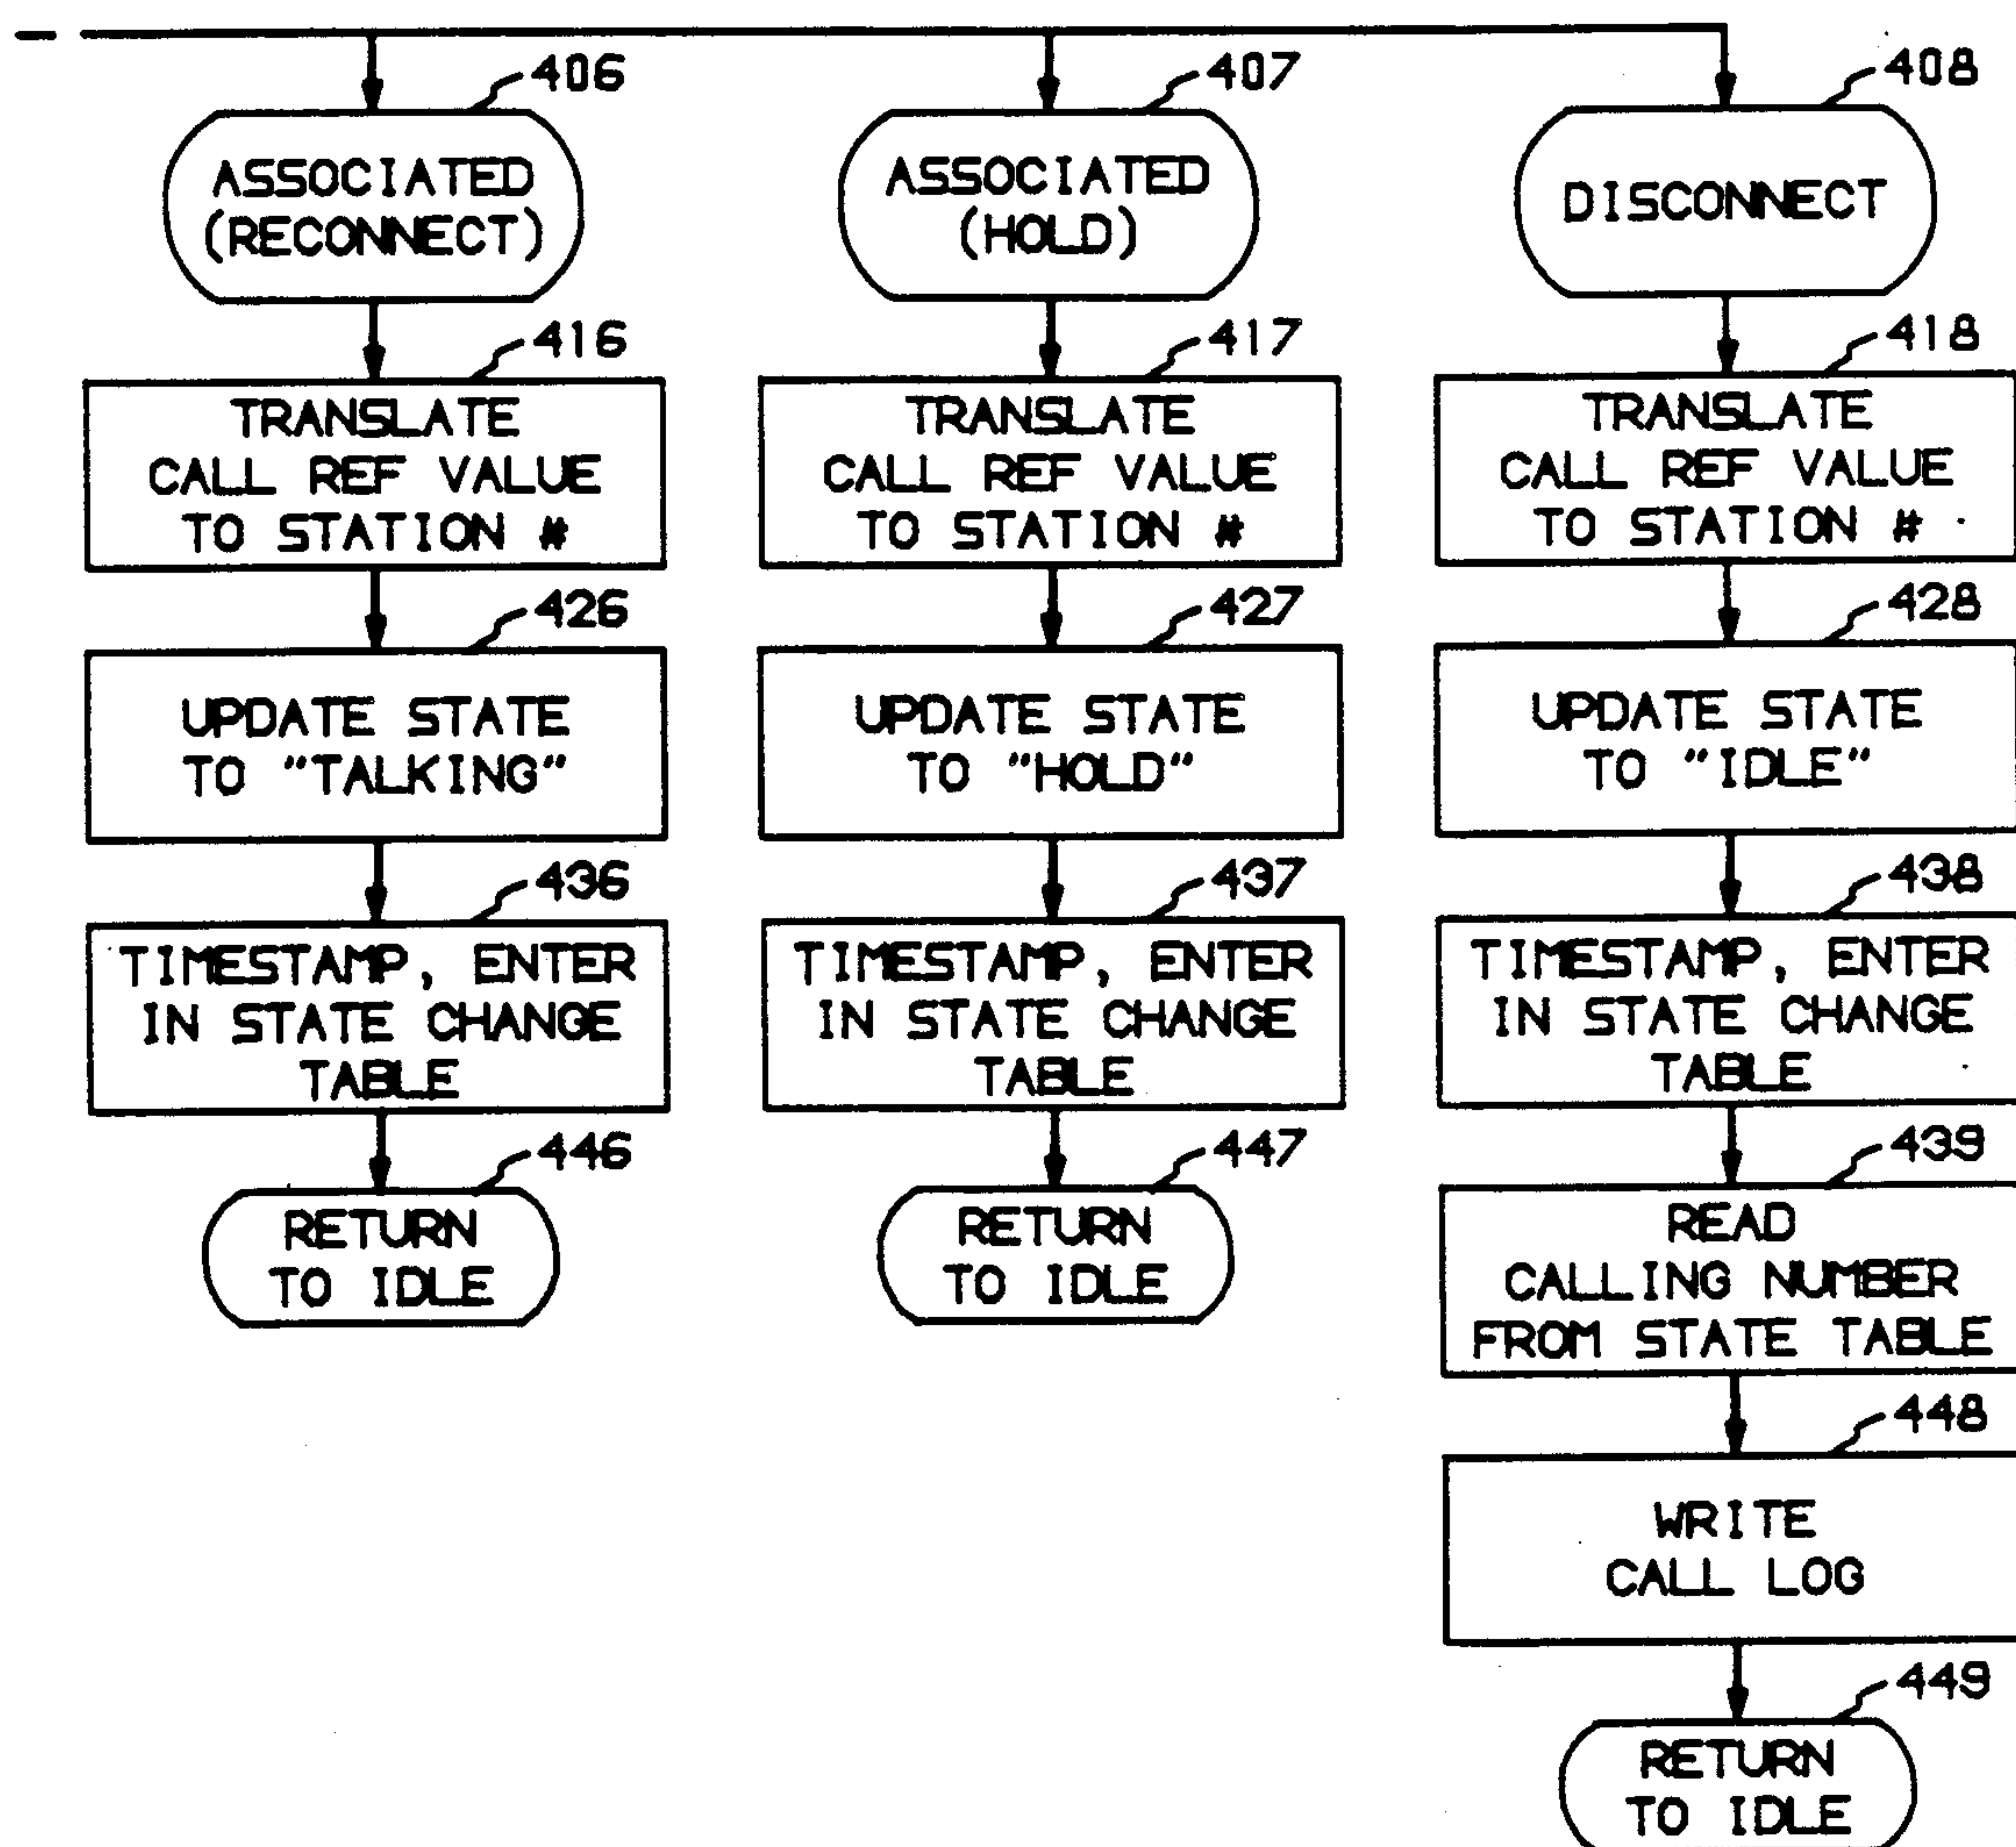 406
ASSOCIATED
(RECONNECT)
416
TRANSLATE
CALL REF VALUE
TO STATION #
426
UPDATE STATE
TO "TALKING"
436
TIMESTAMP, ENTER
IN STATE CHANGE
TABLE
446
RETURN
TO IDLE
407
ASSOCIATED
(HOLD)
417
TRANSLATE
CALL REF VALUE
TO STATION #
427
UPDATE STATE
TO "HOLD"
437
TIMESTAMP, ENTER
IN STATE CHANGE
TABLE
447
RETURN
TO IDLE
408
DISCONNECT
418
TRANSLATE
CALL REF VALUE
TO STATION #
428
UPDATE STATE
TO "IDLE"
438
TIMESTAMP, ENTER
IN STATE CHANGE
TABLE
439
READ
CALLING NUMBER
FROM STATE TABLE
448
WRITE
CALL LOG
449
RETURN
TO IDLE